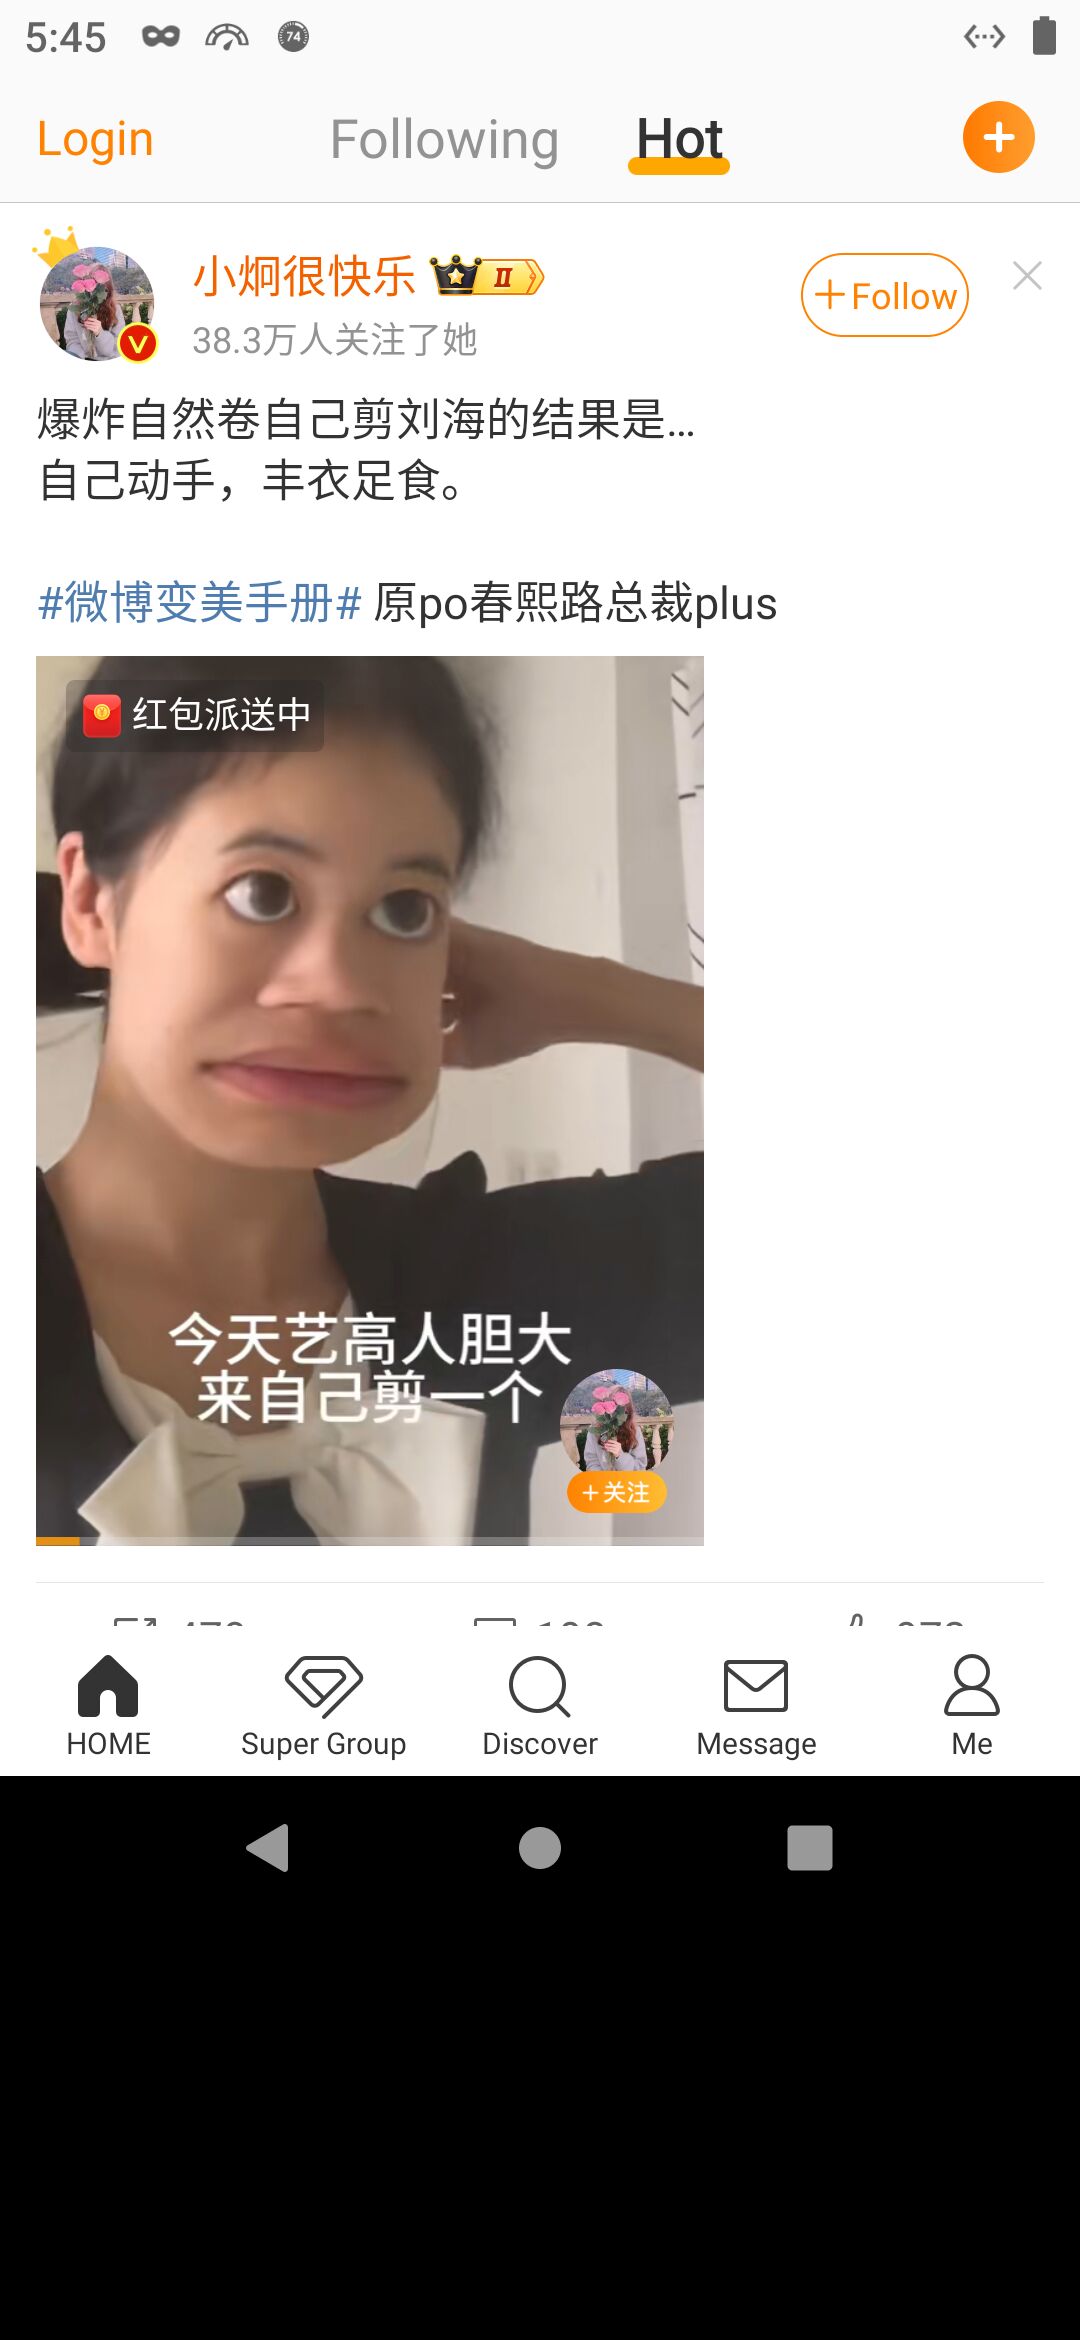 5:45
74
Login
Following
Hot
小炯很快乐
II
+Follow
38.3万人关注了她
爆炸自然卷自己剪刘海的结果是...
自己动手，丰衣足食。
#微博变美手册# 原po春熙路总裁plus
红包派送中
今天艺高人胆大
来自己剪一个
+关注
HOME
Super Group
Discover
Message
Me